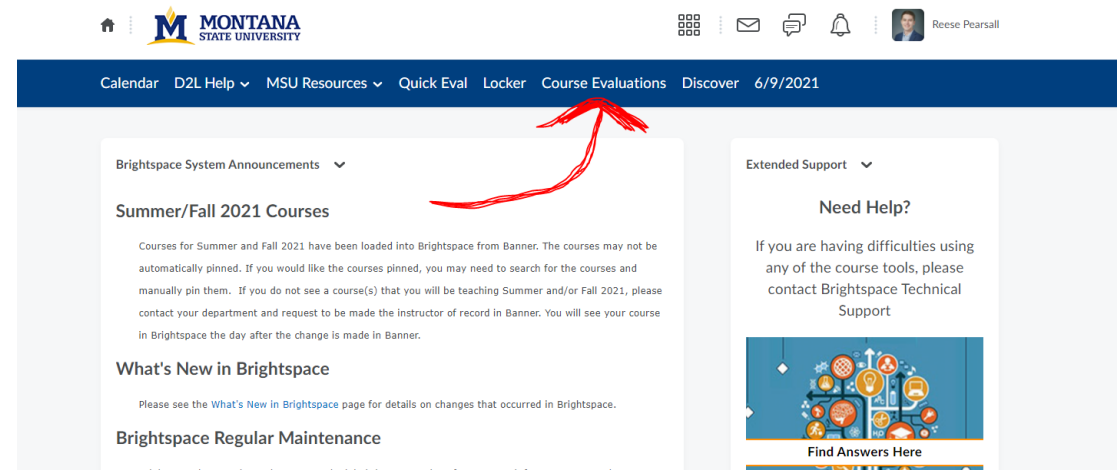 MONTANA
STATE UNIVERSITY
Reese Pearsall
Calendar D2L Help MSU Resources Quick Eval Locker Course Evaluations Discover 6/9/2021
Brightspace System Announcements
Summer/Fall 2021 Courses
Courses for Summer and Fall 2021 have been loaded into Brightspace from Banner. The courses may not be
automatically pinned. If you would like the courses pinned, you may need to search for the courses and
manually pin them. If you do not see a course(s) that you will be teaching Summer and/or Fall 2021, please
contact your department and request to be made the instructor of record in Banner. You will see your course
in Brightspace the day after the change is made in Banner.
What's New in Brightspace
Please see the What's New in Brightspace page for details on changes that occurred in Brightspace.
Brightspace Regular Maintenance
Extended Support
Need Help?
If you are having difficulties using
any of the course tools, please
contact Brightspace Technical
Support
Find Answers Here